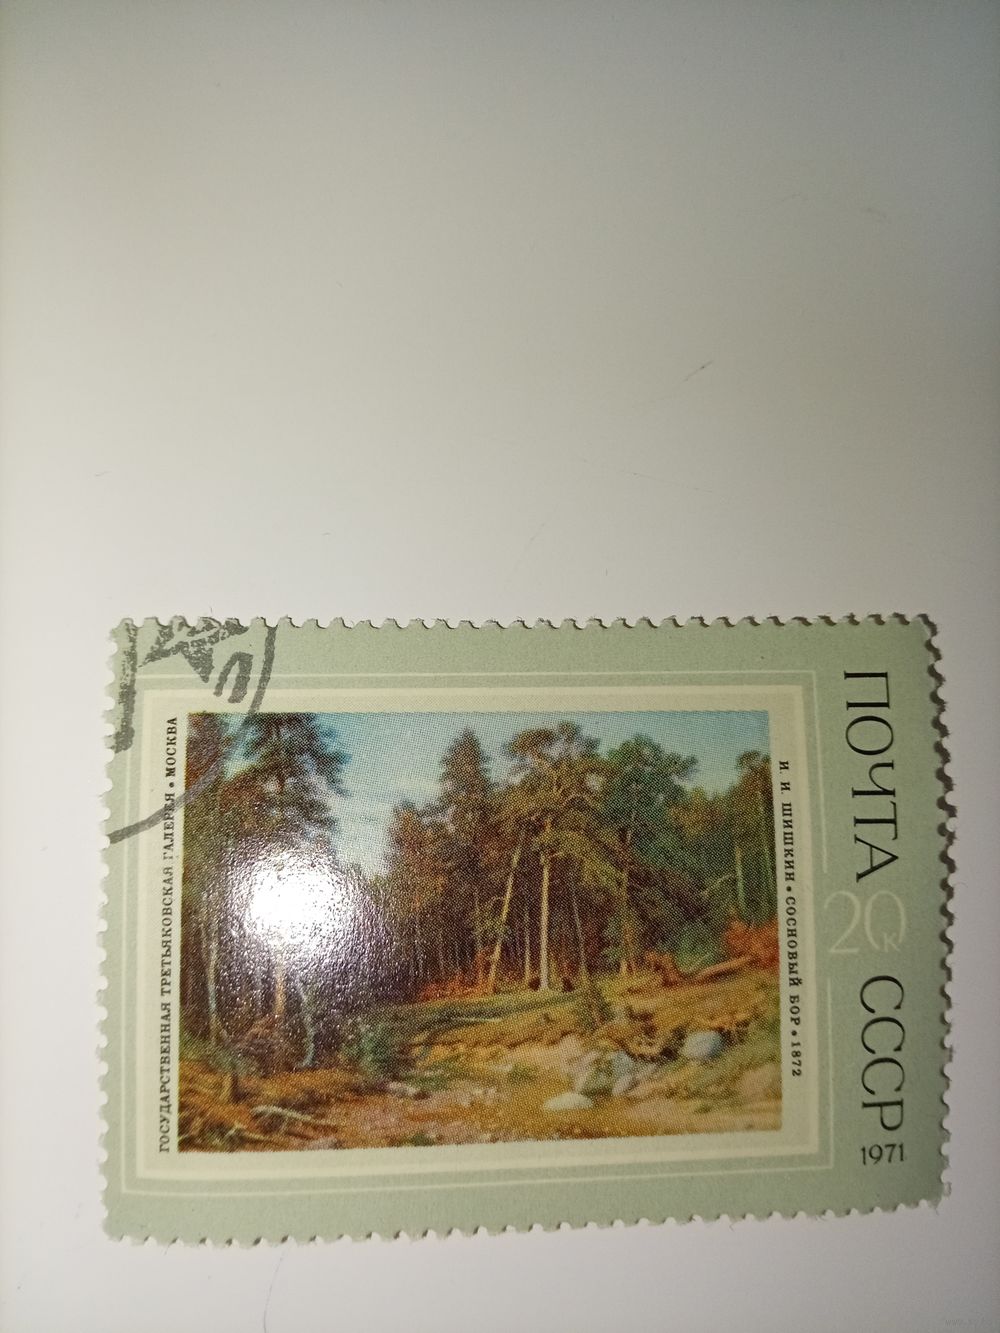 ГОСУДАРСТВЕННАЯ ТРЕТЬЯКОВСКАЯ ГАЛЕРЕЯ • МОСКВА
И. И. ШИШКИН • СОСНОВЫЙ БОР • 1872
ПОЧТА
20к
СССР
1971